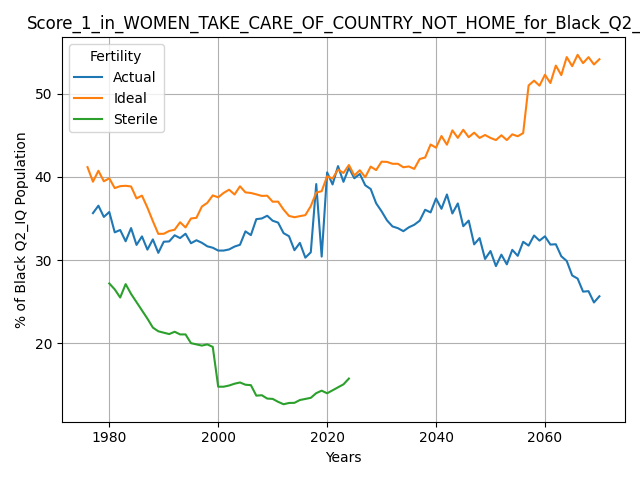 Score_1_in_WOMEN_TAKE_CARE_OF_COUNTRY_NOT_HOME_for_Black_Q2_
Fertility
Actual
Ideal
Sterile
% of Black Q2_IQ Population
50
40
30
20
1980
2000
2020
2040
2060
Years